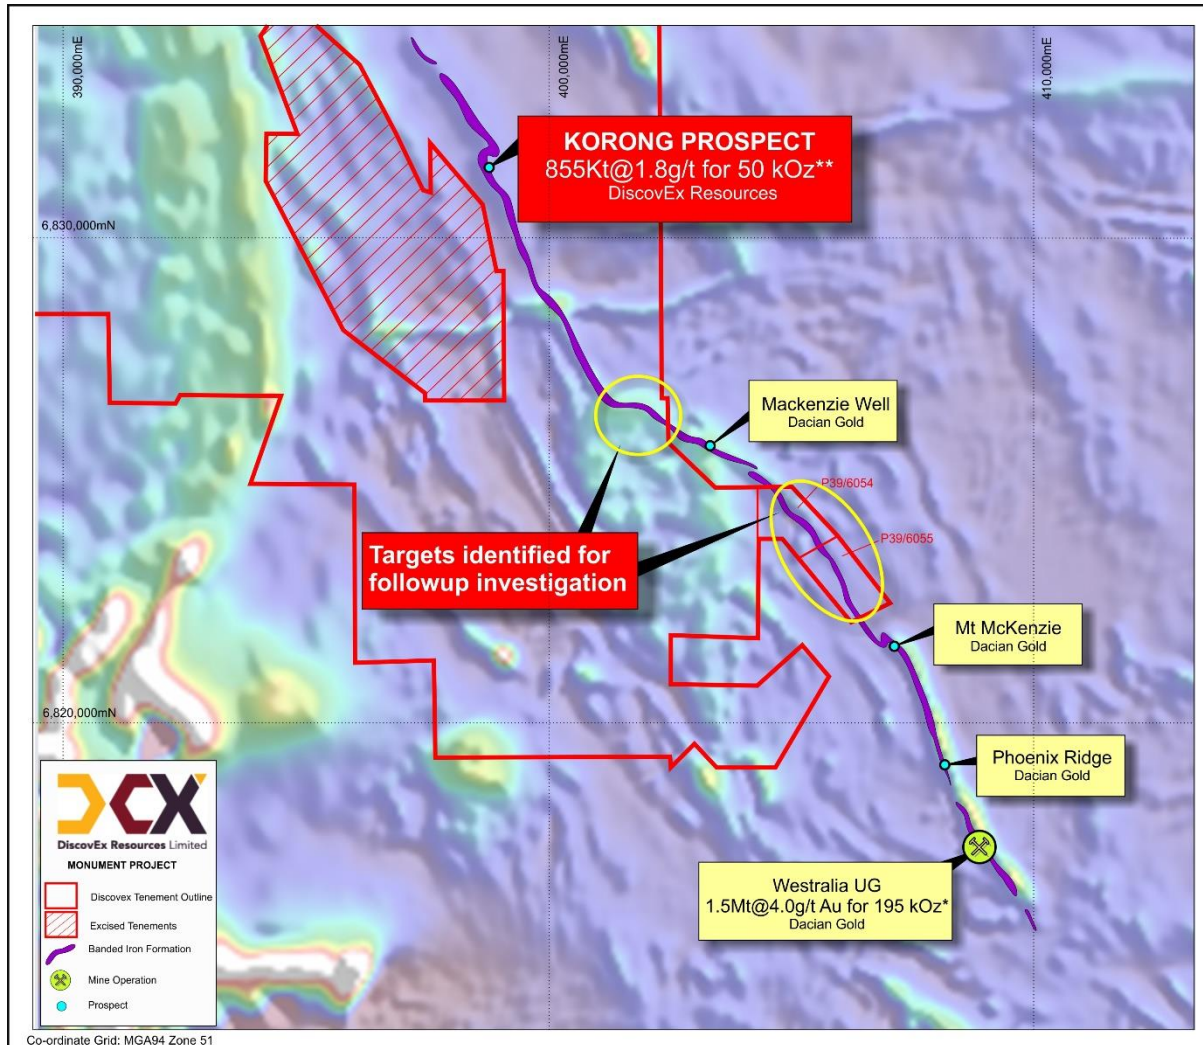 390,000mE
400,000mE
410,000mE
KORONG PROSPECT
855Kt@1.8g/t for 50 kOz**
DiscovEx Resources
6,830,000mN
Mackenzie Well
Dacian Gold
P39/6054
P39/6055
Targets identified for
followup investigation
Mt McKenzie
Dacian Gold
6,820,000mN
Phoenix Ridge
Dacian Gold
Westralia UG
1.5Mt@4.0g/t Au for 195 kOz*
Dacian Gold
DCX
DiscovEx Resources Limited
MONUMENT PROJECT
Discovex Tenement Outline
Excised Tenements
Banded Iron Formation
Mine Operation
Prospect
Co-ordinate Grid: MGA94 Zone 51